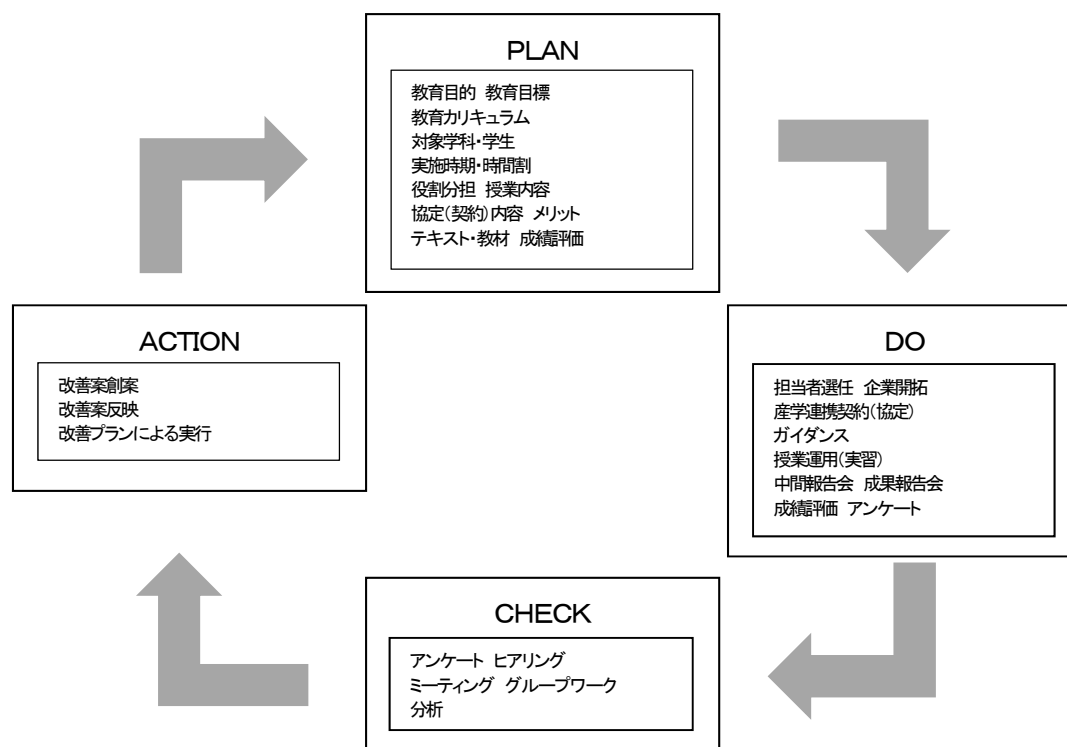 PLAN
教育目的 教育目標
教育カリキュラム
対象学科・学生
実施時期・時間割
役割分担 授業内容
協定(契約)内容 メリット
テキスト・教材 成績評価
ACTION
改善案創案
改善案反映
改善プランによる実行
DO
担当者選任 企業開拓
産学連携契約(協定)
ガイダンス
授業運用(実習)
中間報告会 成果報告会
成績評価 アンケート
CHECK
アンケート ヒアリング
ミーティング グループワーク
分析